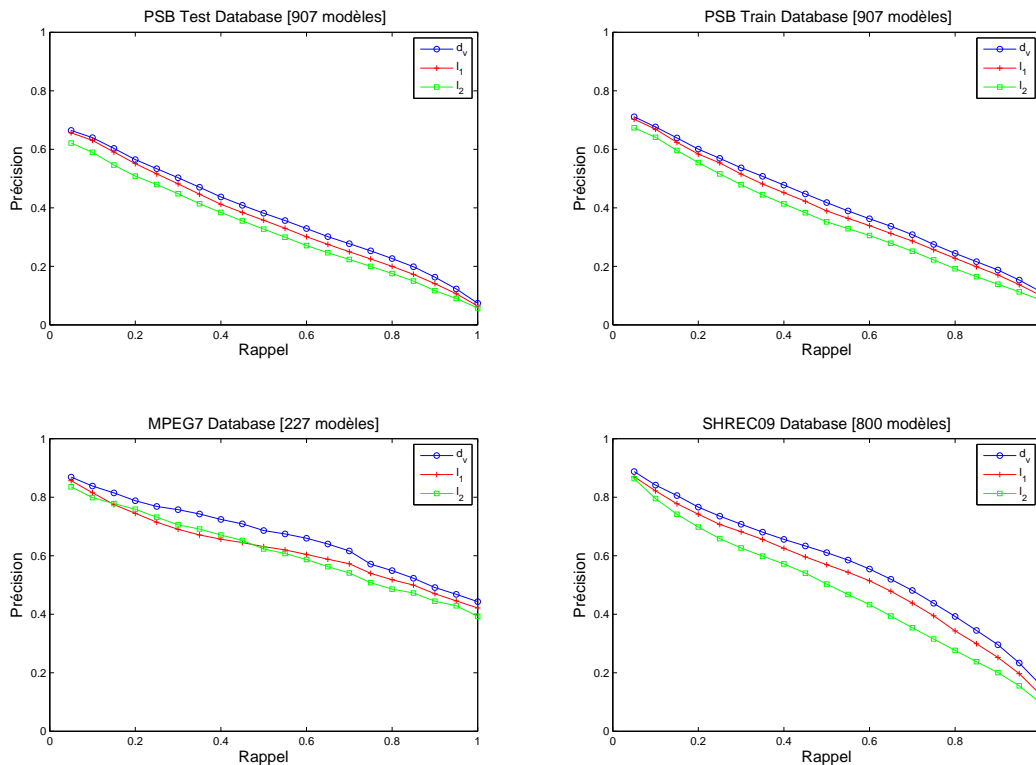 PSB Test Database [907 modèles]
1
0.8
0.6
0.4
0.2
0
Précision
0
0.2
0.4
0.6
0.8
1
Rappel
d_v
l_1
l_2
PSB Train Database [907 modèles]
1
0.8
0.6
0.4
0.2
0
Précision
0
0.2
0.4
0.6
0.8
Rappel
d_v
l_1
l_2
MPEG7 Database [227 modèles]
1
0.8
0.6
0.4
0.2
0
Précision
0
0.2
0.4
0.6
0.8
1
Rappel
d_v
l_1
l_2
SHREC09 Database [800 modèles]
1
0.8
0.6
0.4
0.2
0
Précision
0
0.2
0.4
0.6
0.8
Rappel
d_v
l_1
l_2